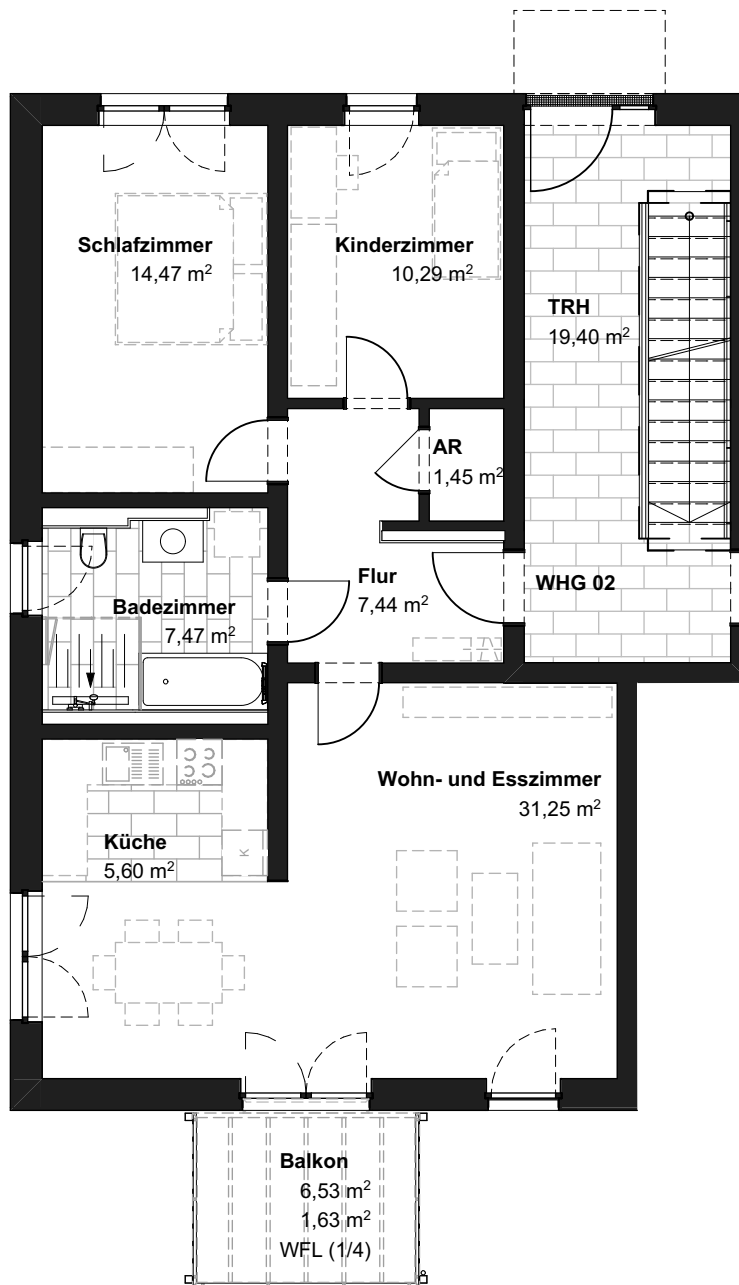 Schlafzimmer
14,47 m²
Kinderzimmer
10,29 m²
TRH
19,40 m²
AR
1,45 m²
Flur
7,44 m²
WHG 02
Badezimmer
7,47 m²
Wohn- und Esszimmer
31,25 m²
Küche
5,60 m²
K
Balkon
6,53 m²
1,63 m²
WFL (1/4)